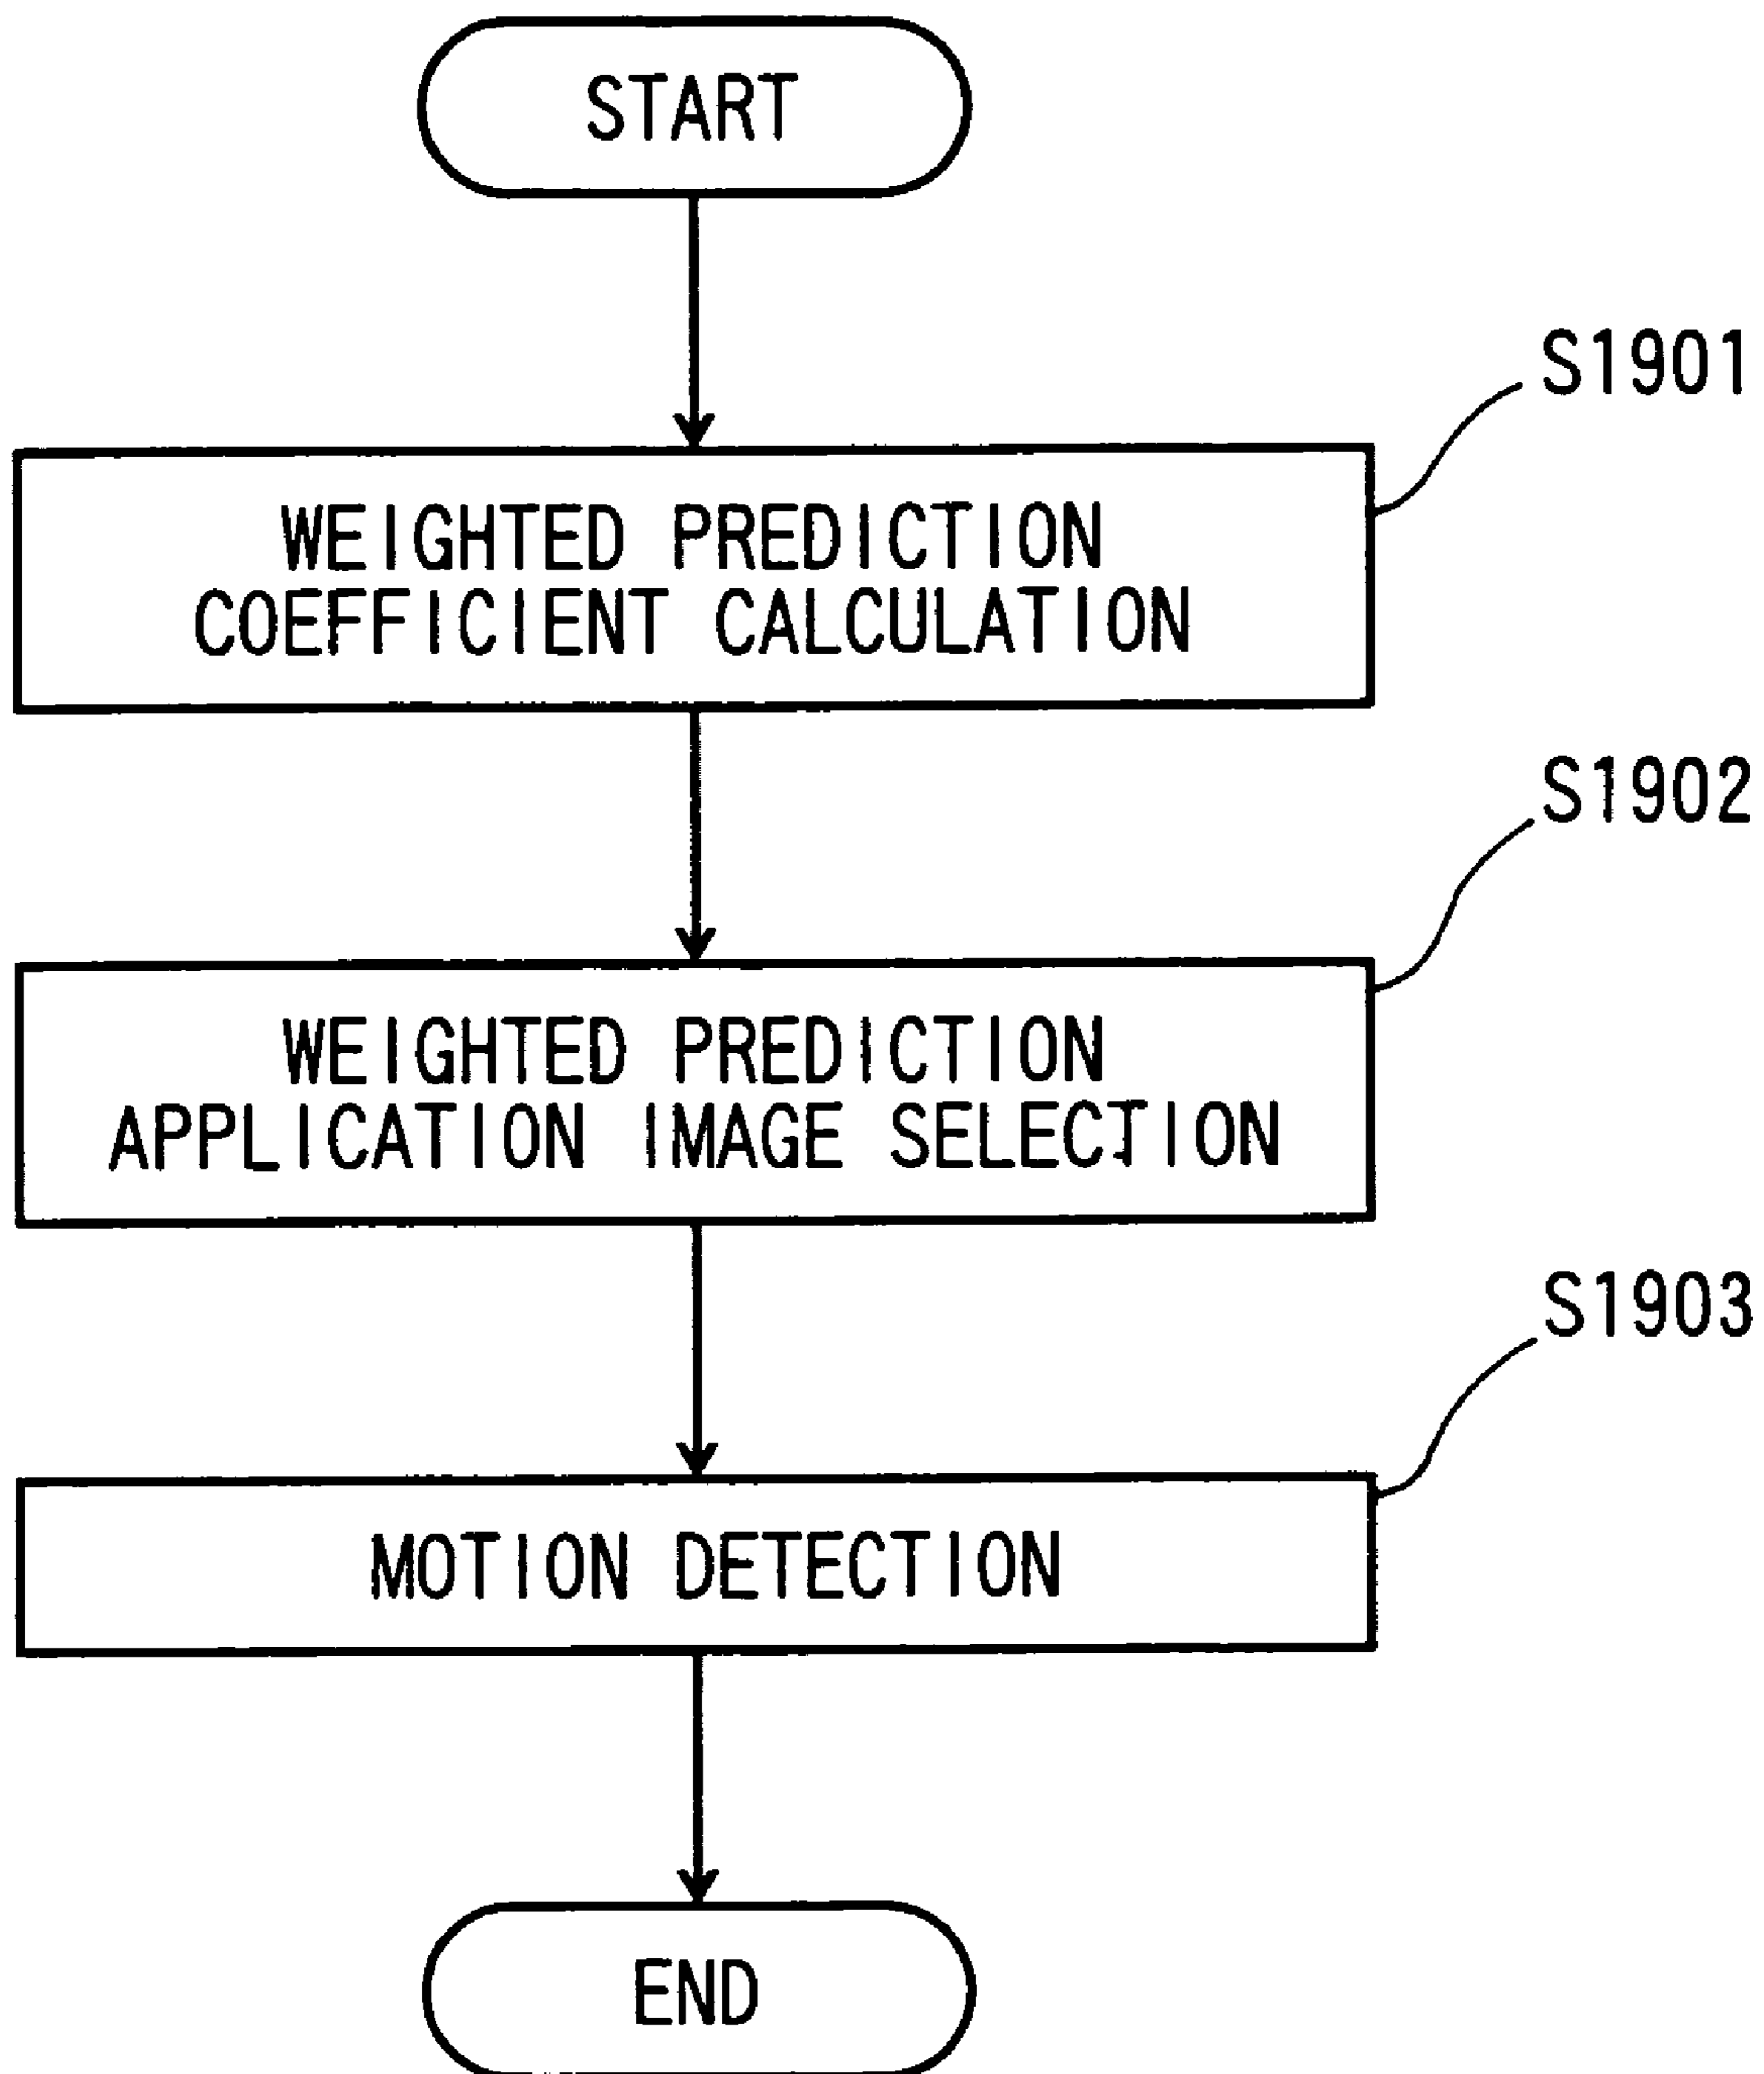 START
S1901
WEIGHTED PREDICTION
COEFFICIENT CALCULATION
S1902
WEIGHTED PREDICTION
APPLICATION IMAGE SELECTION
S1903
MOTION DETECTION
END